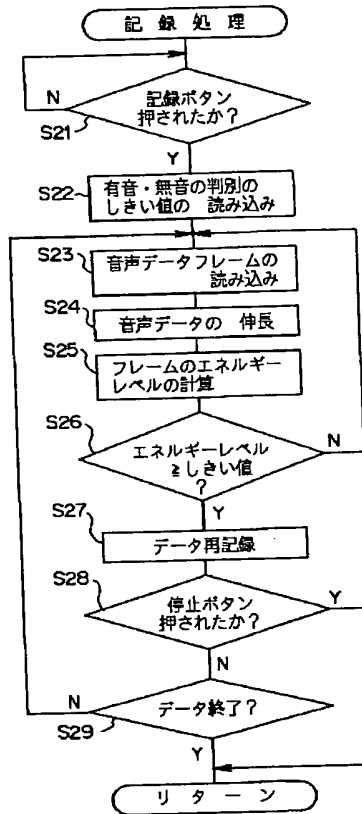 記録処理
記録ボタン
押されたか?
N
S21
Y
S22
有音・無音の判別の
しきい値の 読み込み
S23
音声データフレームの
読み込み
S24
音声データの 伸長
S25
フレームのエネルギー
レベルの計算
S26
エネルギーレベル
≧しきい値
?
N
Y
S27
データ再記録
S28
停止ボタン
押されたか?
Y
N
N
データ終了?
S29
Y
リターン